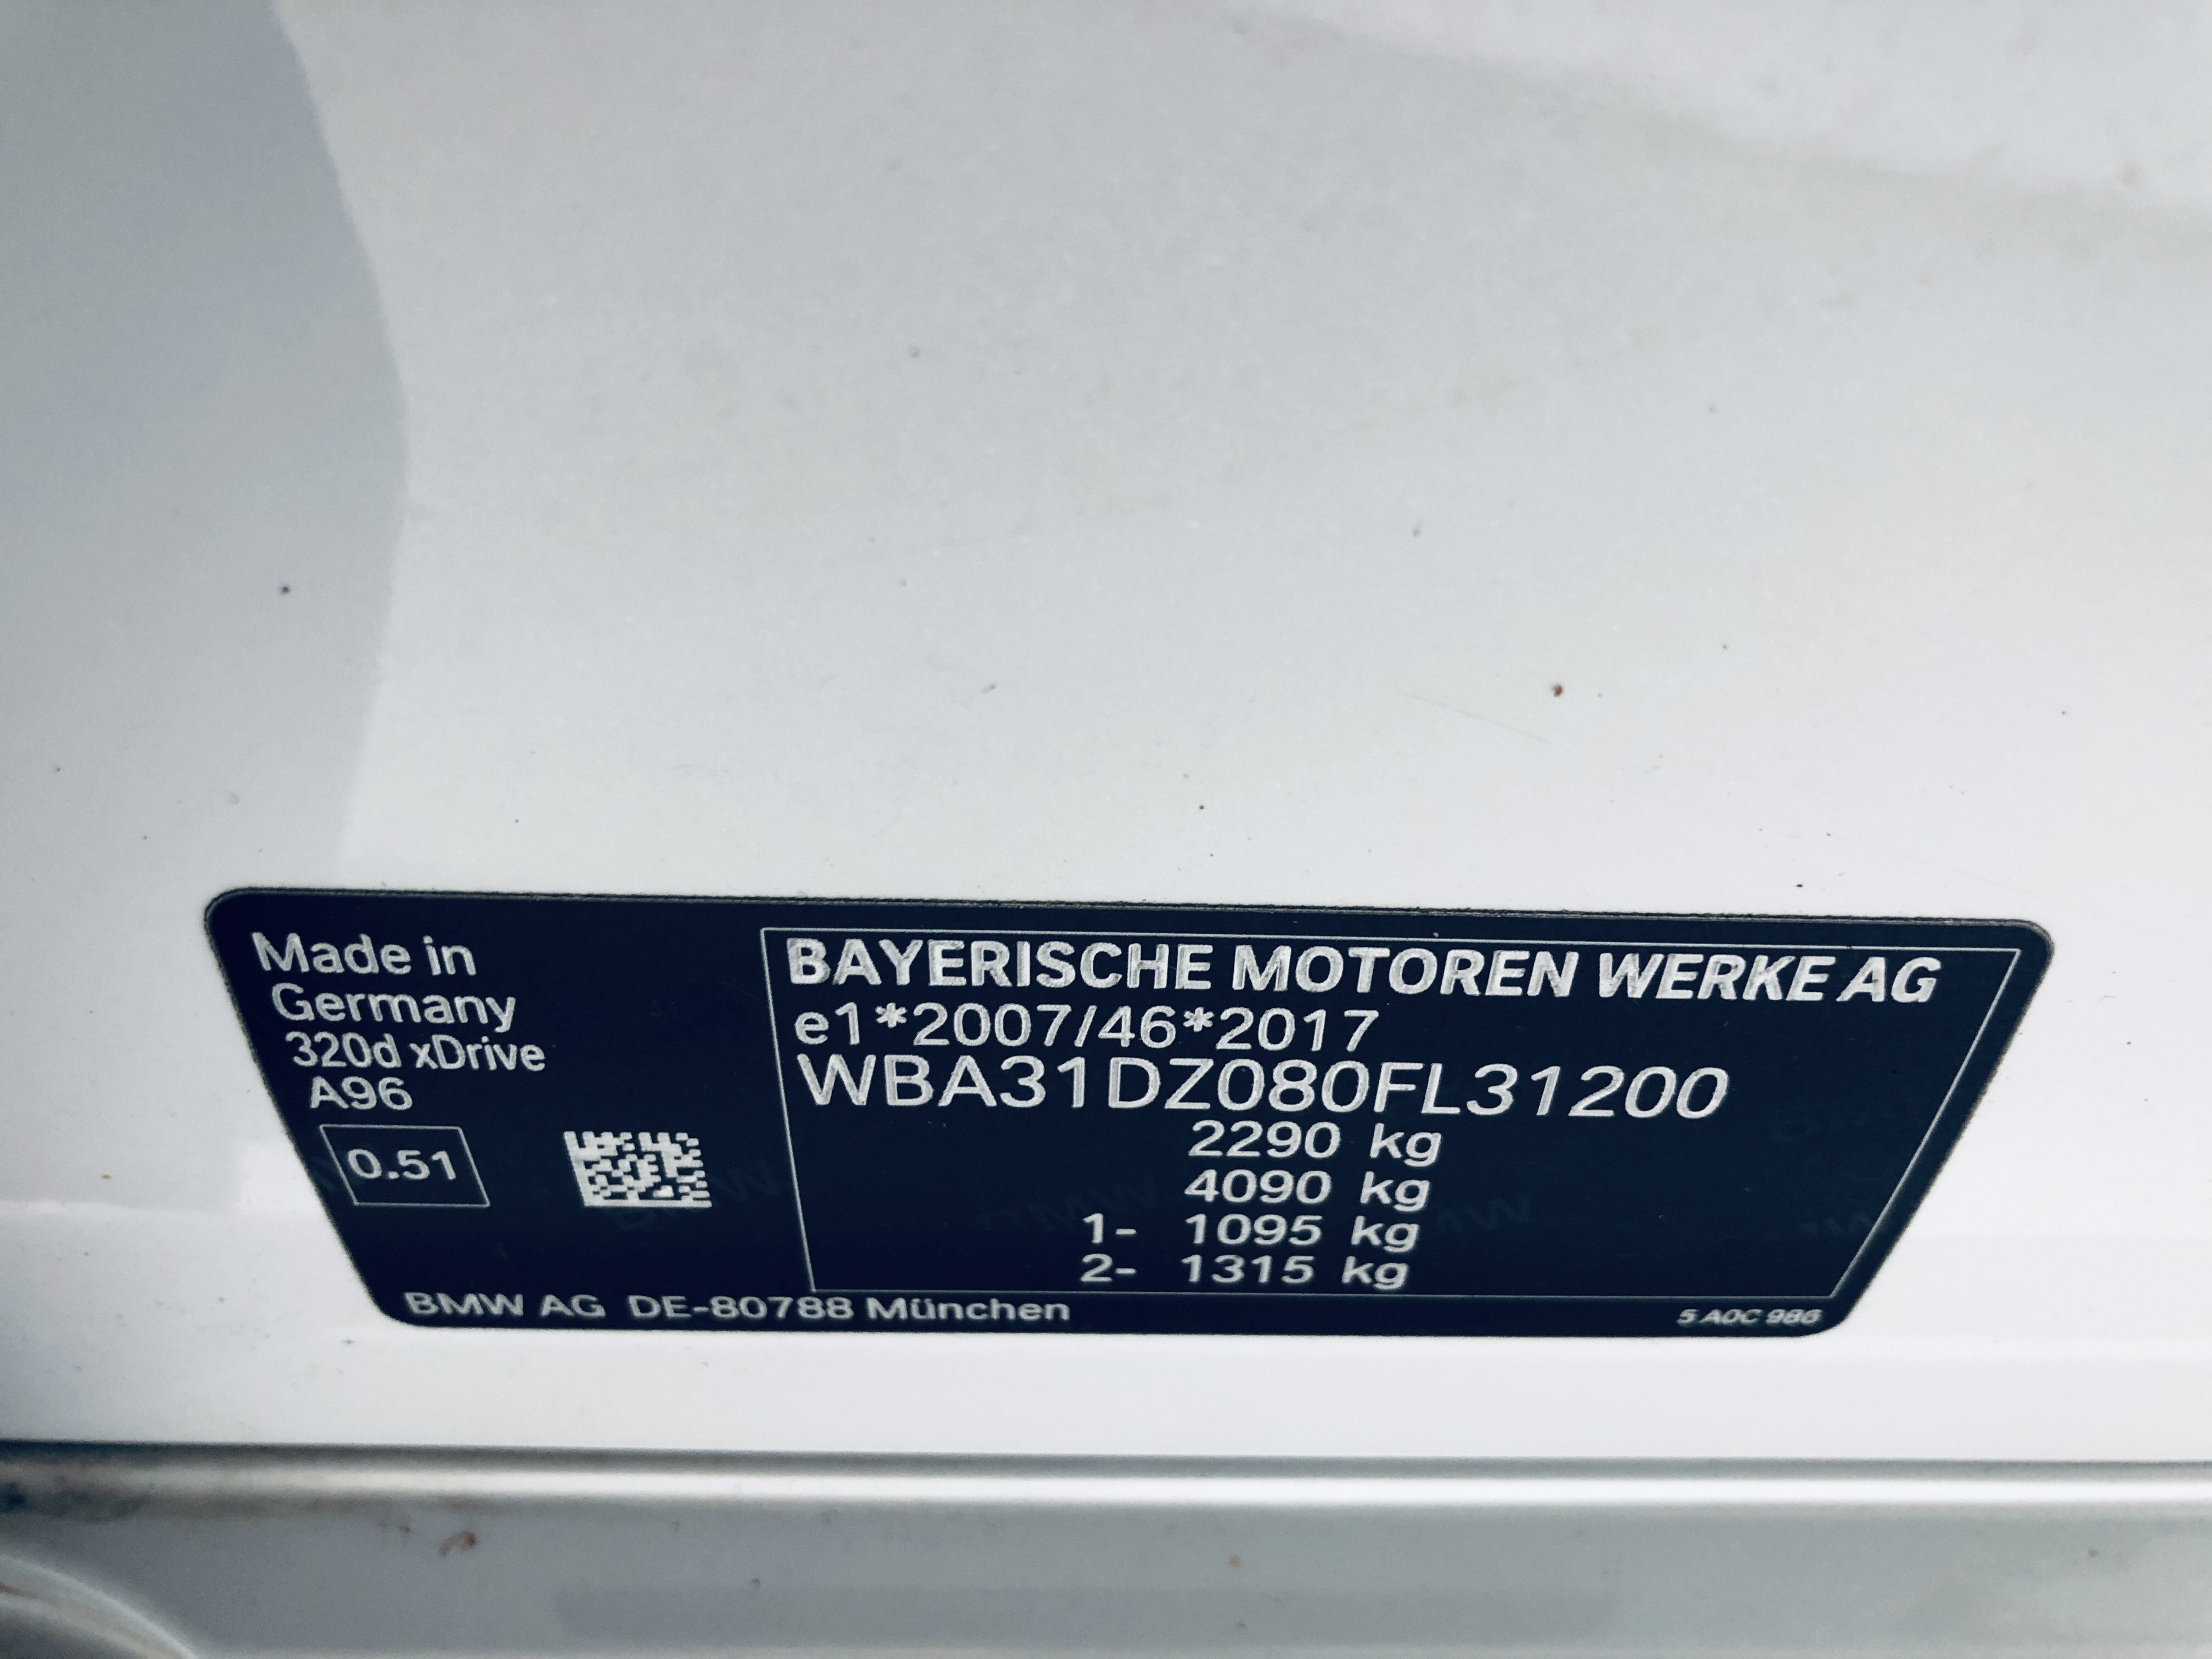 Made in
Germany
320d xDrive
A96
0.51
BAYERISCHE MOTOREN WERKE AG
e1*2007/46*2017
WBA31DZ080FL31200
2290 kg
4090 kg
1- 1095 kg
2- 1315 kg
BMW AG DE-80788 München
5 A0C 986